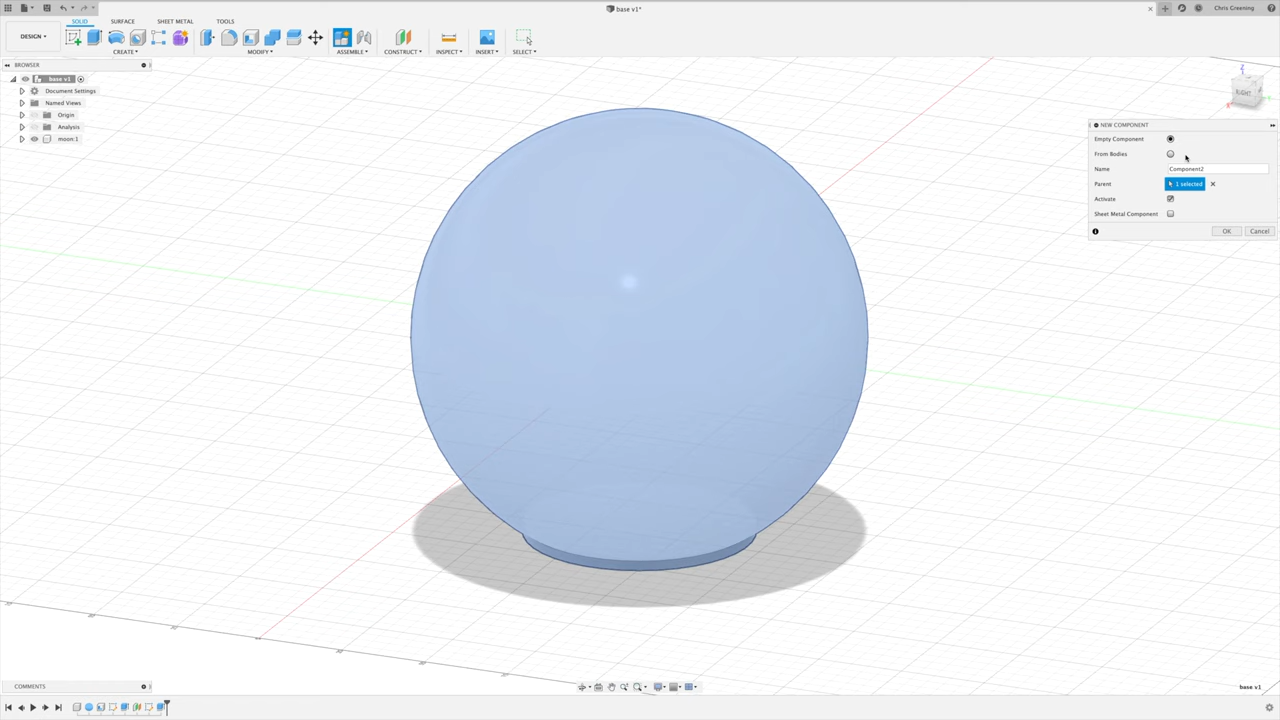 base v1*
Chris Greening
SOLID SURFACE SHEET METAL TOOLS
DESIGN▾
CREATE▾ MODIFY▾ ASSEMBLE▾ CONSTRUCT▾ INSPECT▾ INSERT▾ SELECT▾
BROWSER
base v1
Document Settings
Named Views
Origin
Analysis
moon:1
Z
RIGHT
NEW COMPONENT
Empty Component
From Bodies
Name Component2
Parent 1 selected
Activate
Sheet Metal Component
OK Cancel
COMMENTS
base v1